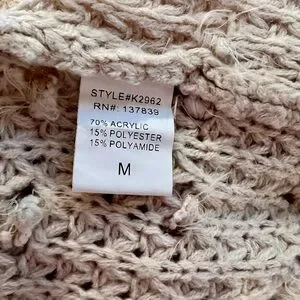 STYLE#K2962
RN#: 137839
70% ACRYLIC
15% POLYESTER
15% POLYAMIDE
M